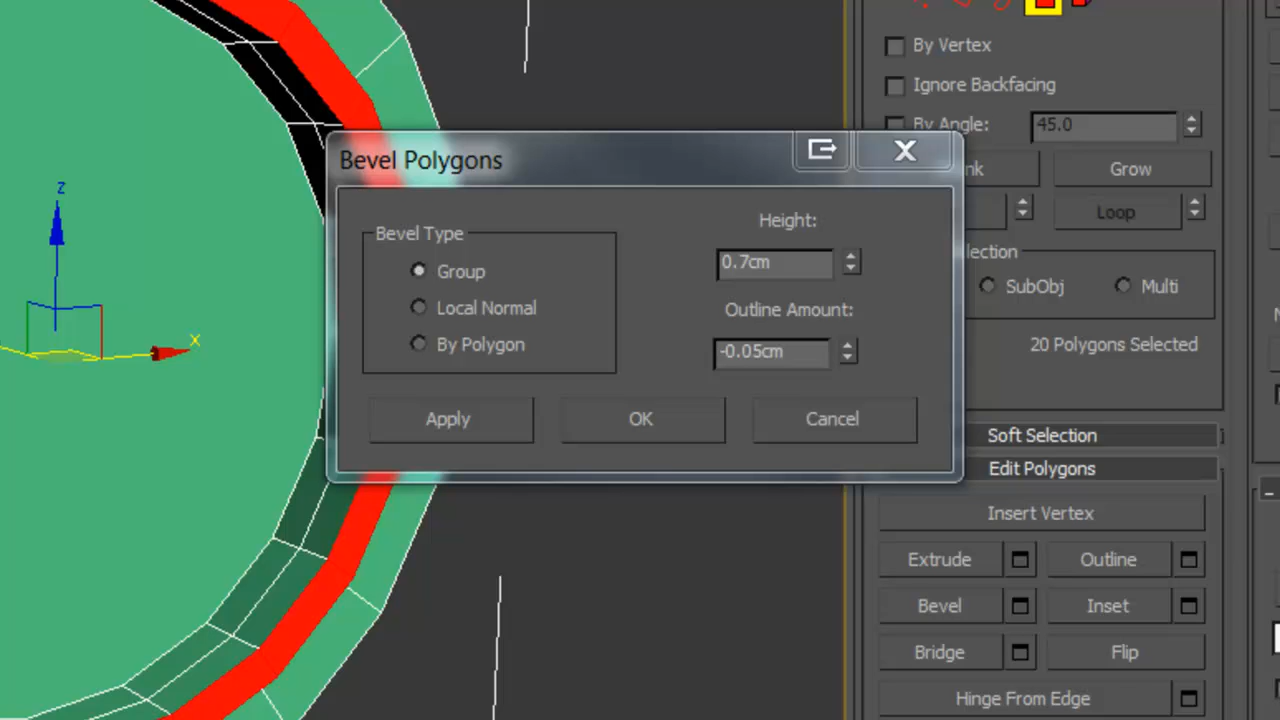 By Vertex
Ignore Backfacing
By Angle: 45.0
Bevel Polygons
nk Grow
Loop
Bevel Type
Group
Local Normal
By Polygon
Height:
0.7cm
Outline Amount:
-0.05cm
Apply OK Cancel
lection
SubObj Multi
20 Polygons Selected
Soft Selection
Edit Polygons
Insert Vertex
Extrude Outline
Bevel Inset
Bridge Flip
Hinge From Edge
z
x